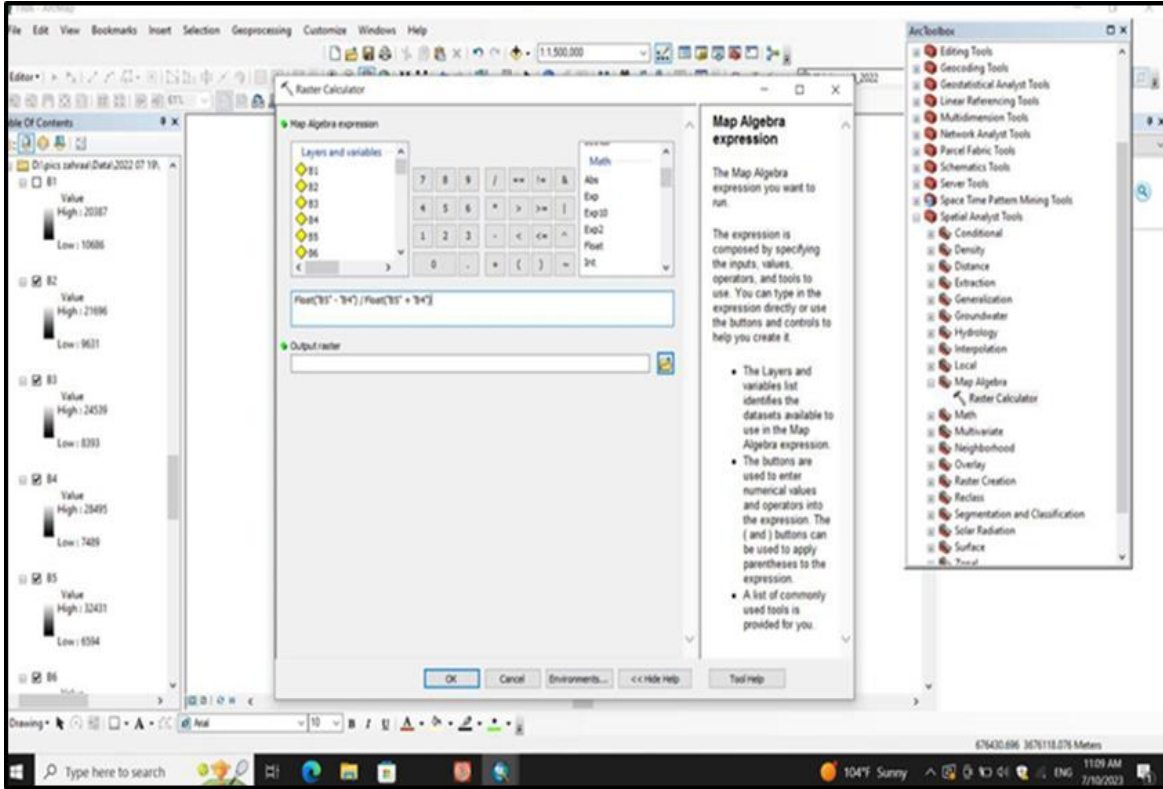 File Edit View Bookmarks Insert Selection Geoprocessing Customize Windows Help
1:1,500,000
Editor
Table Of Contents
B1
Value
High : 20387
Low : 10686
B2
Value
High : 21696
Low : 9631
B3
Value
High : 24539
Low : 8393
B4
Value
High : 28495
Low : 7489
B5
Value
High : 32431
Low : 6594
B6
Drawing
Arial
10
B I U A
Raster Calculator
Map Algebra expression
Layers and variables
B1
B2
B3
B4
B5
B6
7 8 9 / == != &
4 5 6 * > >= |
1 2 3 - < <= ^
0 . + ( ) ~
Math
Abs
Exp
Exp10
Exp2
Float
Int
Float("B5" - "B4") / Float("B5" + "B4")
Output raster
OK Cancel Environments... << Hide Help Tool Help
Map Algebra
expression
The Map Algebra
expression you want to
run.
The expression is
composed by specifying
the inputs, values,
operators, and tools to
use. You can type in the
expression directly or use
the buttons and controls to
help you create it.
• The Layers and
variables list
identifies the
datasets available to
use in the Map
Algebra expression.
• The buttons are
used to enter
numerical values
and operators into
the expression. The
( and ) buttons can
be used to apply
parentheses to the
expression.
• A list of commonly
used tools is
provided for you.
ArcToolbox
Editing Tools
Geocoding Tools
Geostatistical Analyst Tools
Linear Referencing Tools
Multidimension Tools
Network Analyst Tools
Parcel Fabric Tools
Schematics Tools
Server Tools
Space Time Pattern Mining Tools
Spatial Analyst Tools
Conditional
Density
Distance
Extraction
Generalization
Groundwater
Hydrology
Interpolation
Local
Map Algebra
Raster Calculator
Math
Multivariate
Neighborhood
Overlay
Raster Creation
Reclass
Segmentation and Classification
Solar Radiation
Surface
Zonal
676430.696 3676118.076 Meters
Type here to search
104°F Sunny
ENG
11:09 AM
7/10/2023